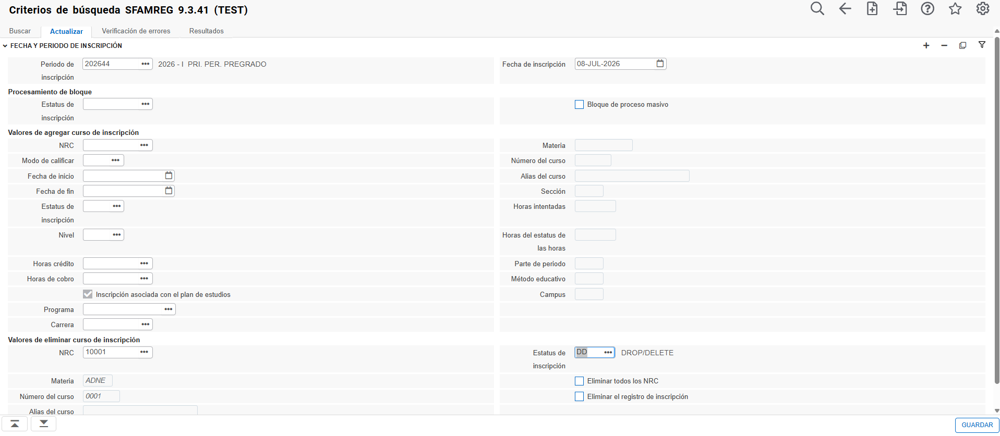 Criterios de búsqueda SFAMREG 9.3.41 (TEST)
Buscar Actualizar Verificación de errores Resultados
FECHA Y PERIODO DE INSCRIPCIÓN
Periodo de inscripción 202644 2026 - I PRI. PER. PREGRADO Fecha de inscripción 08-JUL-2026
Procesamiento de bloque
Estatus de inscripción Bloque de proceso masivo
Valores de agregar curso de inscripción
NRC Materia
Modo de calificar Número del curso
Fecha de inicio Alias del curso
Fecha de fin Sección
Estatus de inscripción Horas intentadas
Nivel Horas del estatus de las horas
Horas crédito Parte de periodo
Horas de cobro Método educativo
Inscripción asociada con el plan de estudios Campus
Programa
Carrera
Valores de eliminar curso de inscripción
NRC 10001 Estatus de inscripción DD DROP/DELETE
Materia ADNE Eliminar todos los NRC
Número del curso 0001 Eliminar el registro de inscripción
Alias del curso
GUARDAR